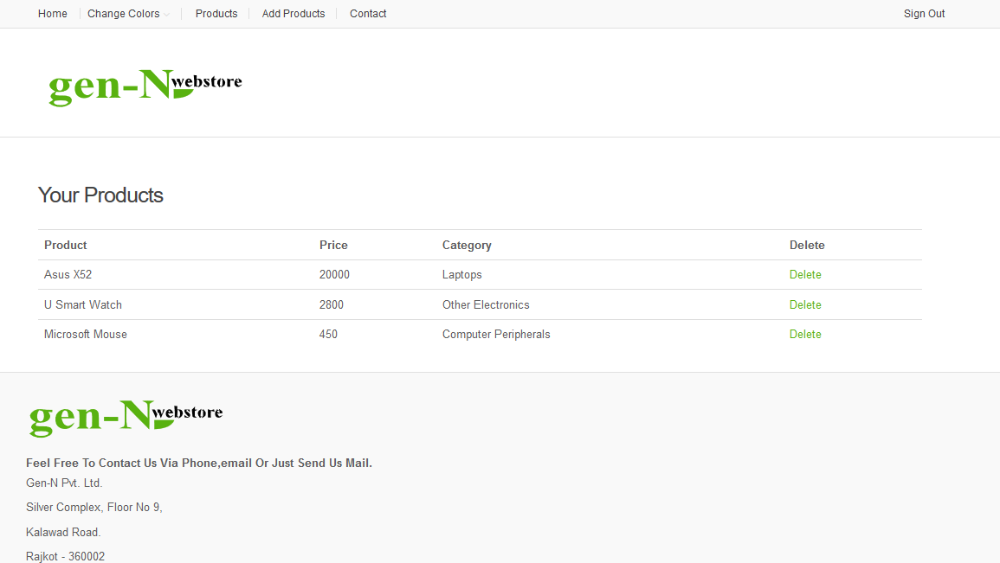 Home Change Colors Products Add Products Contact Sign Out
gen-N webstore
Your Products
Product Price Category Delete
Asus X52 20000 Laptops Delete
U Smart Watch 2800 Other Electronics Delete
Microsoft Mouse 450 Computer Peripherals Delete
gen-N webstore
Feel Free To Contact Us Via Phone,email Or Just Send Us Mail.
Gen-N Pvt. Ltd.
Silver Complex, Floor No 9,
Kalawad Road.
Rajkot - 360002